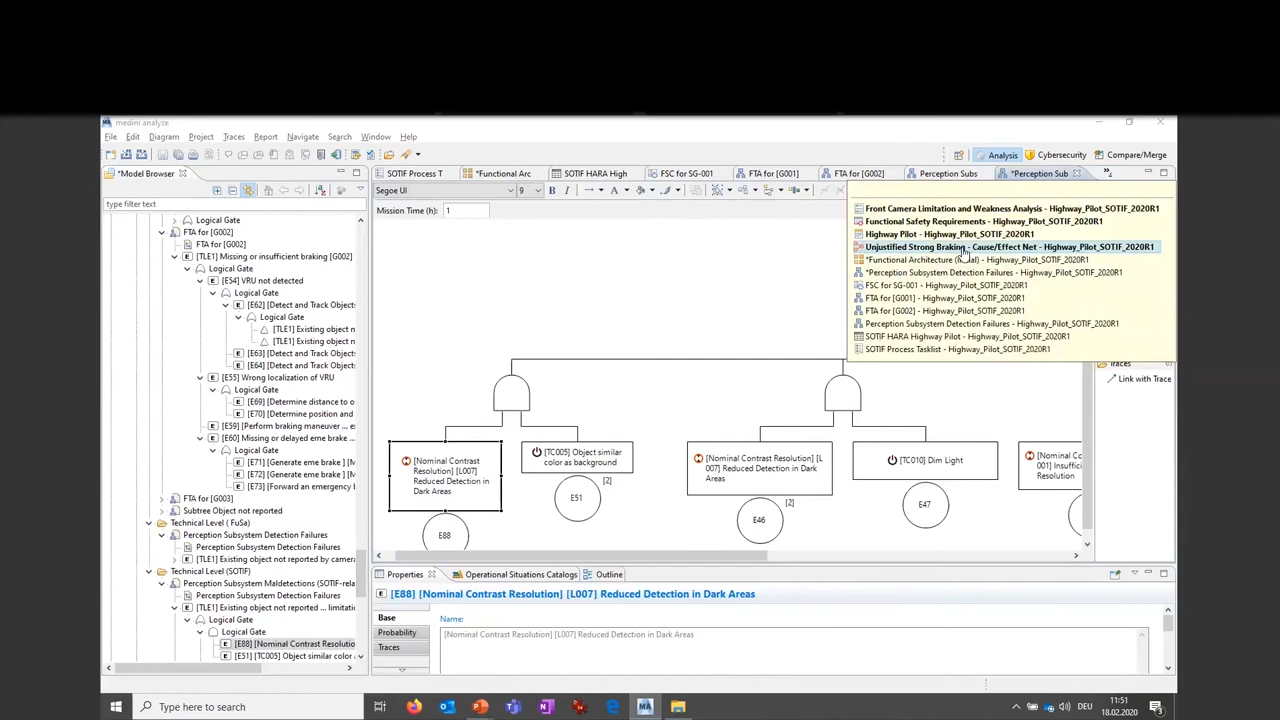 medini analyze
File Edit Diagram Project Traces Report Navigate Search Window Help
Analysis Cybersecurity Compare/Merge
*Model Browser
SOTIF Process T *Functional Arc SOTIF HARA High FSC for SG-001 FTA for [G001] FTA for [G002] Perception Subs *Perception Sub
type filter text
Segoe UI 9 B I A
Mission Time (h): 1
Logical Gate
FTA for [G002]
FTA for [G002]
[TLE1] Missing or insufficient braking [G002]
Logical Gate
[E54] VRU not detected
Logical Gate
[E62] [Detect and Track Object:
Logical Gate
[TLE1] Existing object n
[TLE1] Existing object n
[E63] [Detect and Track Object:
[E64] [Detect and Track Object:
[E55] Wrong localization of VRU
Logical Gate
[E69] [Determine distance to o
[E70] [Determine position and
[E59] [Perform braking maneuver ...
[E60] Missing or delayed eme brake ...
Logical Gate
[E71] [Generate eme brake ] [M
[E72] [Generate eme brake ] [M
[E73] [Forward an emergency l
FTA for [G003]
Subtree Object not reported
Technical Level ( FuSa)
Perception Subsystem Detection Failures
Perception Subsystem Detection Failures
[TLE1] Existing object not reported by camera
Technical Level (SOTIF)
Perception Subsystem Maldetections (SOTIF-rela
Perception Subsystem Detection Failures
[TLE1] Existing object not reported ... limitatio
Logical Gate
Logical Gate
[E88] [Nominal Contrast Resolution
[E51] [TC005] Object similar color a
Front Camera Limitation and Weakness Analysis - Highway_Pilot_SOTIF_2020R1
Functional Safety Requirements - Highway_Pilot_SOTIF_2020R1
Highway Pilot - Highway_Pilot_SOTIF_2020R1
Unjustified Strong Braking - Cause/Effect Net - Highway_Pilot_SOTIF_2020R1
*Functional Architecture ( al) - Highway_Pilot_SOTIF_2020R1
*Perception Subsystem Detection Failures - Highway_Pilot_SOTIF_2020R1
FSC for SG-001 - Highway_Pilot_SOTIF_2020R1
FTA for [G001] - Highway_Pilot_SOTIF_2020R1
FTA for [G002] - Highway_Pilot_SOTIF_2020R1
Perception Subsystem Detection Failures - Highway_Pilot_SOTIF_2020R1
SOTIF HARA Highway Pilot - Highway_Pilot_SOTIF_2020R1
SOTIF Process Tasklist - Highway_Pilot_SOTIF_2020R1
Traces
Link with Trace
[Nominal Contrast
Resolution] [L007]
Reduced Detection in
Dark Areas
E88
[TC005] Object similar
color as background
[2]
E51
[Nominal Contrast Resolution] [L
007] Reduced Detection in Dark
Areas
[2]
E46
[TC010] Dim Light
E47
[Nominal Co
001] Insuffic
Resolution
Properties Operational Situations Catalogs Outline
[E88] [Nominal Contrast Resolution] [L007] Reduced Detection in Dark Areas
Base
Probability
Traces
Name:
[Nominal Contrast Resolution] [L007] Reduced Detection in Dark Areas
Type here to search
DEU
11:51
18.02.2020
3